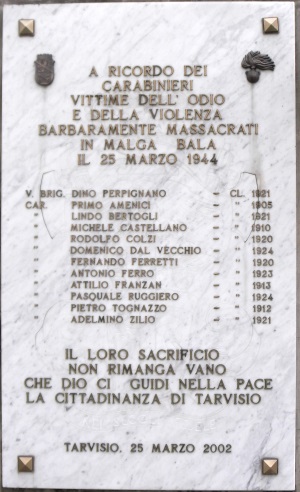 A RICORDO DEI
CARABINIERI
VITTIME DELL'ODIO
E DELLA VIOLENZA
BARBARAMENTE MASSACRATI
IN MALGA BALA
IL 25 MARZO 1944
V. BRIG. DINO PERPIGNANO - CL. 1921
CAR. PRIMO AMENICI - " 1905
" LINDO BERTOGLI - " 1921
" MICHELE CASTELLANO - " 1910
" RODOLFO COLZI - " 1920
" DOMENICO DAL VECCHIO - " 1924
" FERNANDO FERRETTI - " 1920
" ANTONIO FERRO - " 1923
" ATTILIO FRANZAN - " 1913
" PASQUALE RUGGIERO - " 1924
" PIETRO TOGNAZZO - " 1912
" ADELMINO ZILIO - " 1921
IL LORO SACRIFICIO
NON RIMANGA VANO
CHE DIO CI GUIDI NELLA PACE
LA CITTADINANZA DI TARVISIO
TARVISIO, 25 MARZO 2002